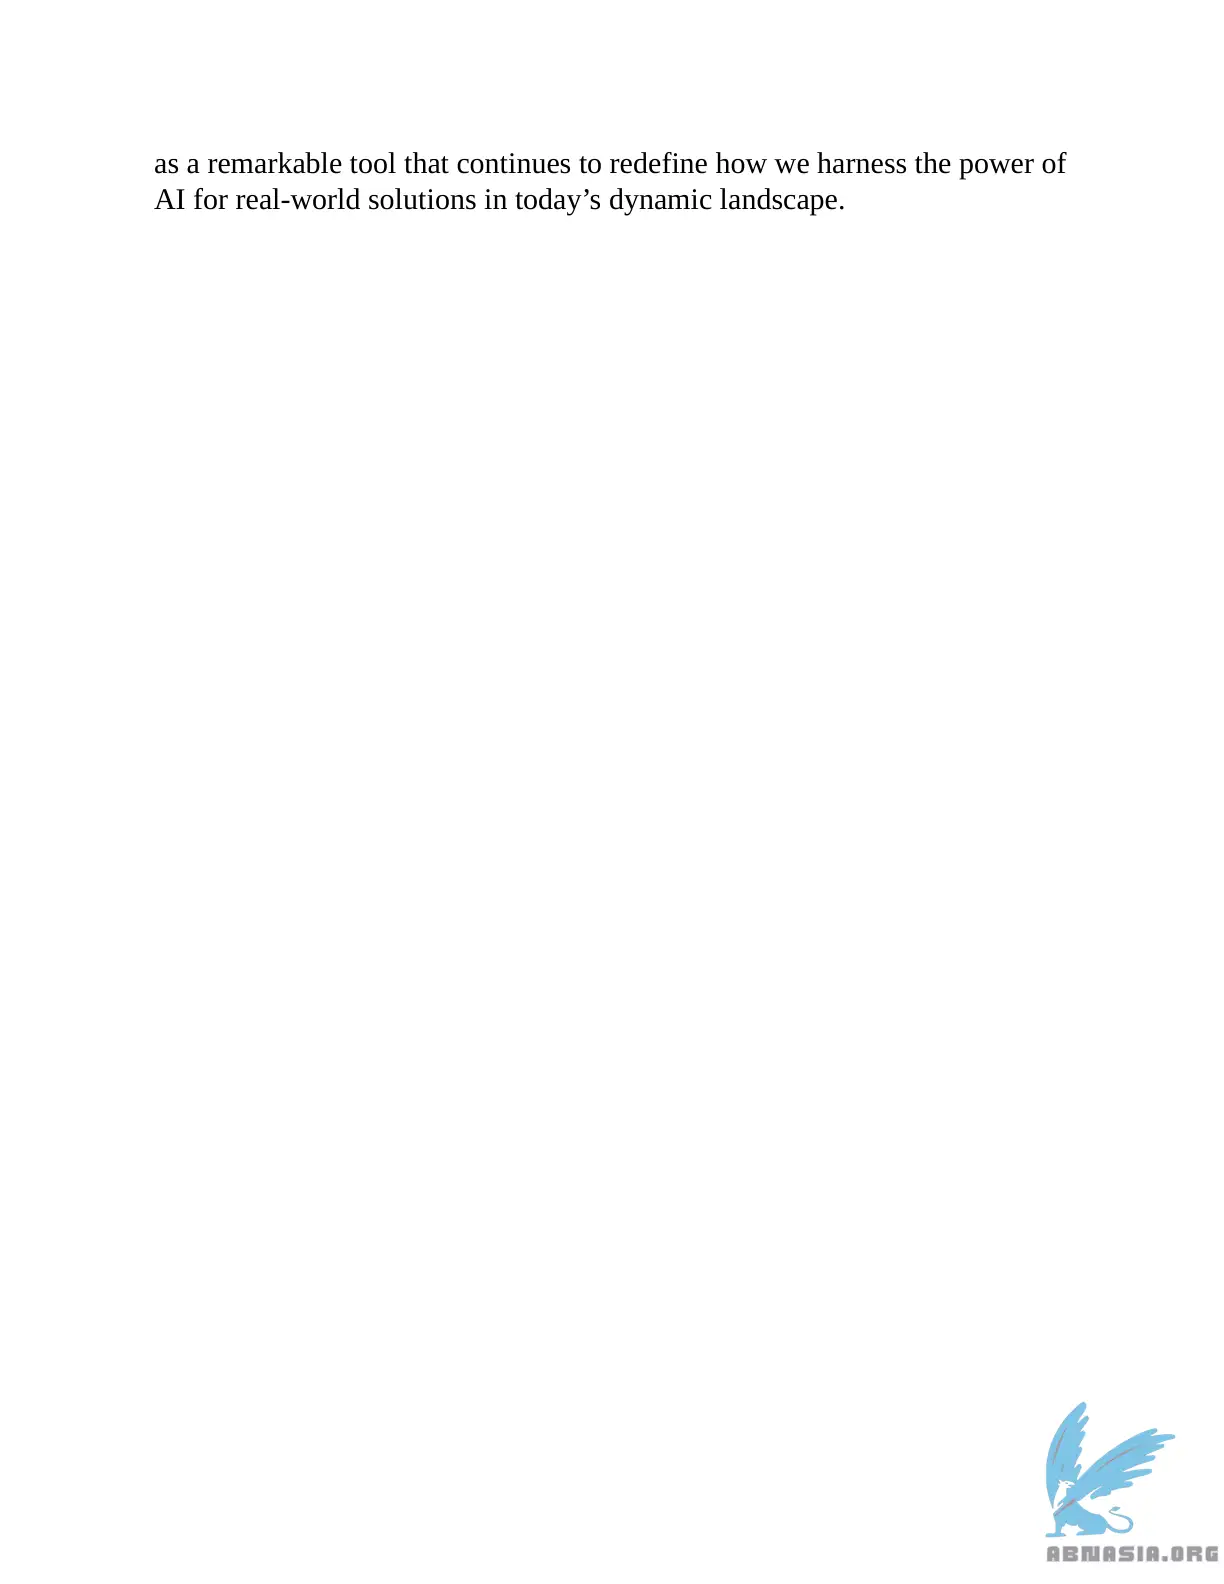 as a remarkable tool that continues to redefine how we harness the power of
AI for real-world solutions in today’s dynamic landscape.
ABNASIA.ORG